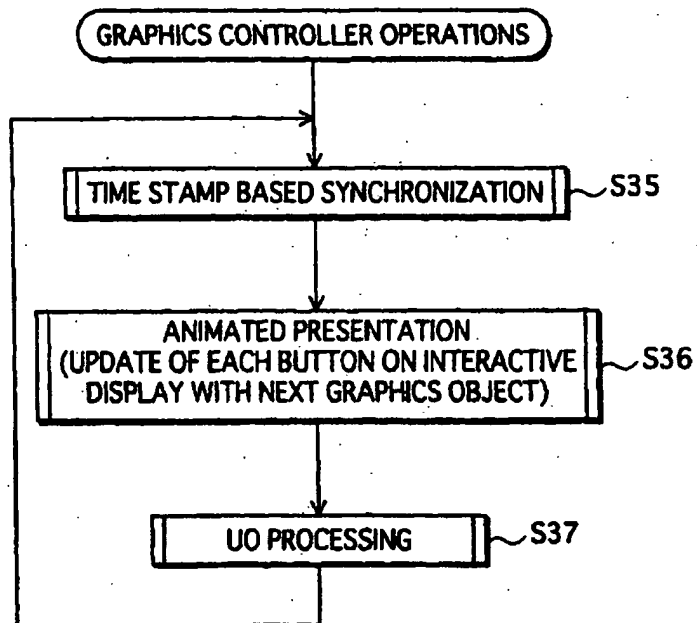 GRAPHICS CONTROLLER OPERATIONS
TIME STAMP BASED SYNCHRONIZATION
S35
ANIMATED PRESENTATION
(UPDATE OF EACH BUTTON ON INTERACTIVE
DISPLAY WITH NEXT GRAPHICS OBJECT)
S36
UO PROCESSING
S37